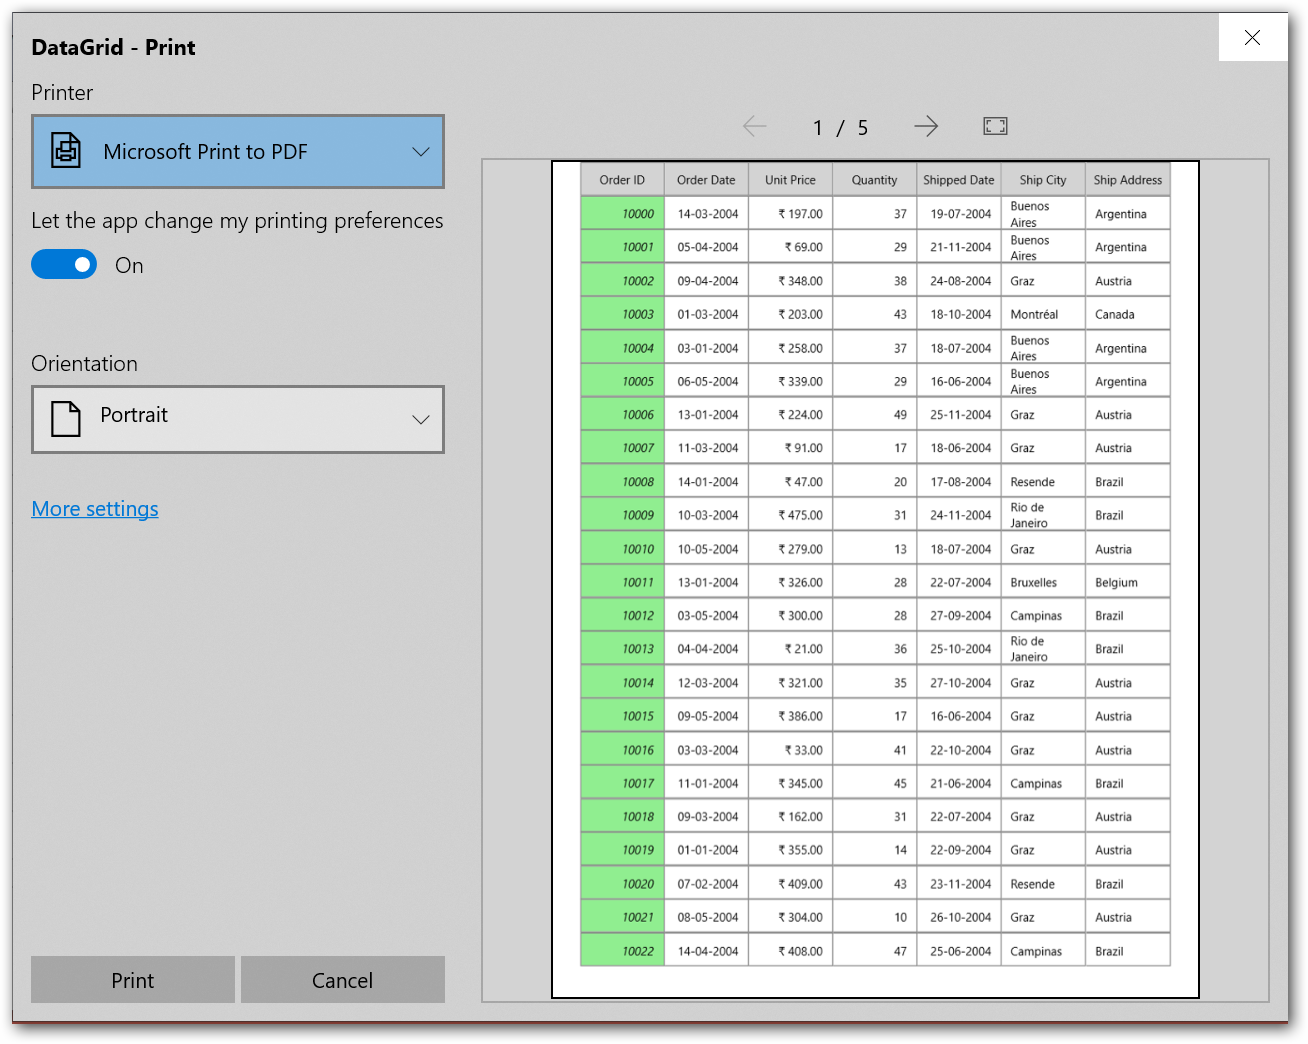 DataGrid - Print
Printer
Microsoft Print to PDF
Let the app change my printing preferences
On
Orientation
Portrait
More settings
Print Cancel
1 / 5
Order ID Order Date Unit Price Quantity Shipped Date Ship City Ship Address
10000 14-03-2004 ₹ 197.00 37 19-07-2004 Buenos Aires Argentina
10001 05-04-2004 ₹ 69.00 29 21-11-2004 Buenos Aires Argentina
10002 09-04-2004 ₹ 348.00 38 24-08-2004 Graz Austria
10003 01-03-2004 ₹ 203.00 43 18-10-2004 Montréal Canada
10004 03-01-2004 ₹ 258.00 37 18-07-2004 Buenos Aires Argentina
10005 06-05-2004 ₹ 339.00 29 16-06-2004 Buenos Aires Argentina
10006 13-01-2004 ₹ 224.00 49 25-11-2004 Graz Austria
10007 11-03-2004 ₹ 91.00 17 18-06-2004 Graz Austria
10008 14-01-2004 ₹ 47.00 20 17-08-2004 Resende Brazil
10009 10-03-2004 ₹ 475.00 31 24-11-2004 Rio de Janeiro Brazil
10010 10-05-2004 ₹ 279.00 13 18-07-2004 Graz Austria
10011 13-01-2004 ₹ 326.00 28 22-07-2004 Bruxelles Belgium
10012 03-05-2004 ₹ 300.00 28 27-09-2004 Campinas Brazil
10013 04-04-2004 ₹ 21.00 36 25-10-2004 Rio de Janeiro Brazil
10014 12-03-2004 ₹ 321.00 35 27-10-2004 Graz Austria
10015 09-05-2004 ₹ 386.00 17 16-06-2004 Graz Austria
10016 03-03-2004 ₹ 33.00 41 22-10-2004 Graz Austria
10017 11-01-2004 ₹ 345.00 45 21-06-2004 Campinas Brazil
10018 09-03-2004 ₹ 162.00 31 22-07-2004 Graz Austria
10019 01-01-2004 ₹ 355.00 14 22-09-2004 Graz Austria
10020 07-02-2004 ₹ 409.00 43 23-11-2004 Resende Brazil
10021 08-05-2004 ₹ 304.00 10 26-10-2004 Graz Austria
10022 14-04-2004 ₹ 408.00 47 25-06-2004 Campinas Brazil